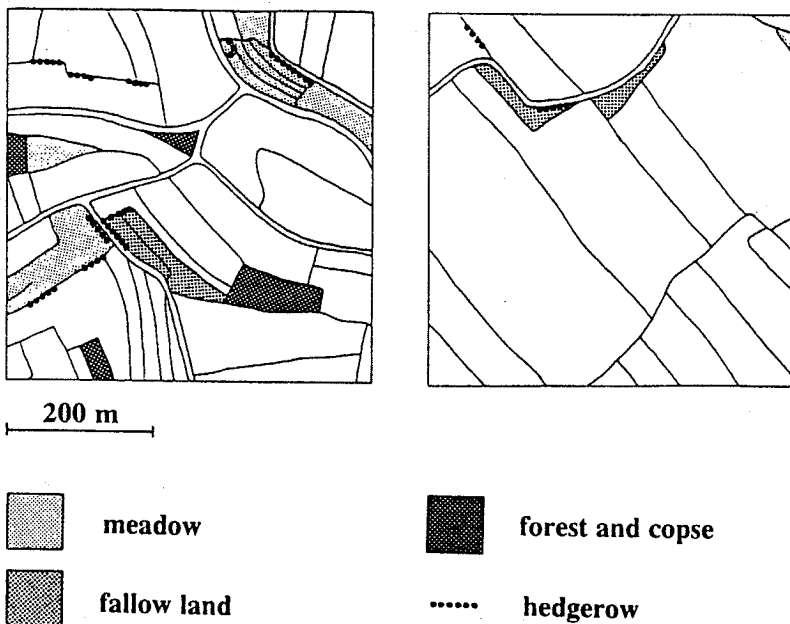 200 m
meadow
forest and copse
fallow land
hedgerow